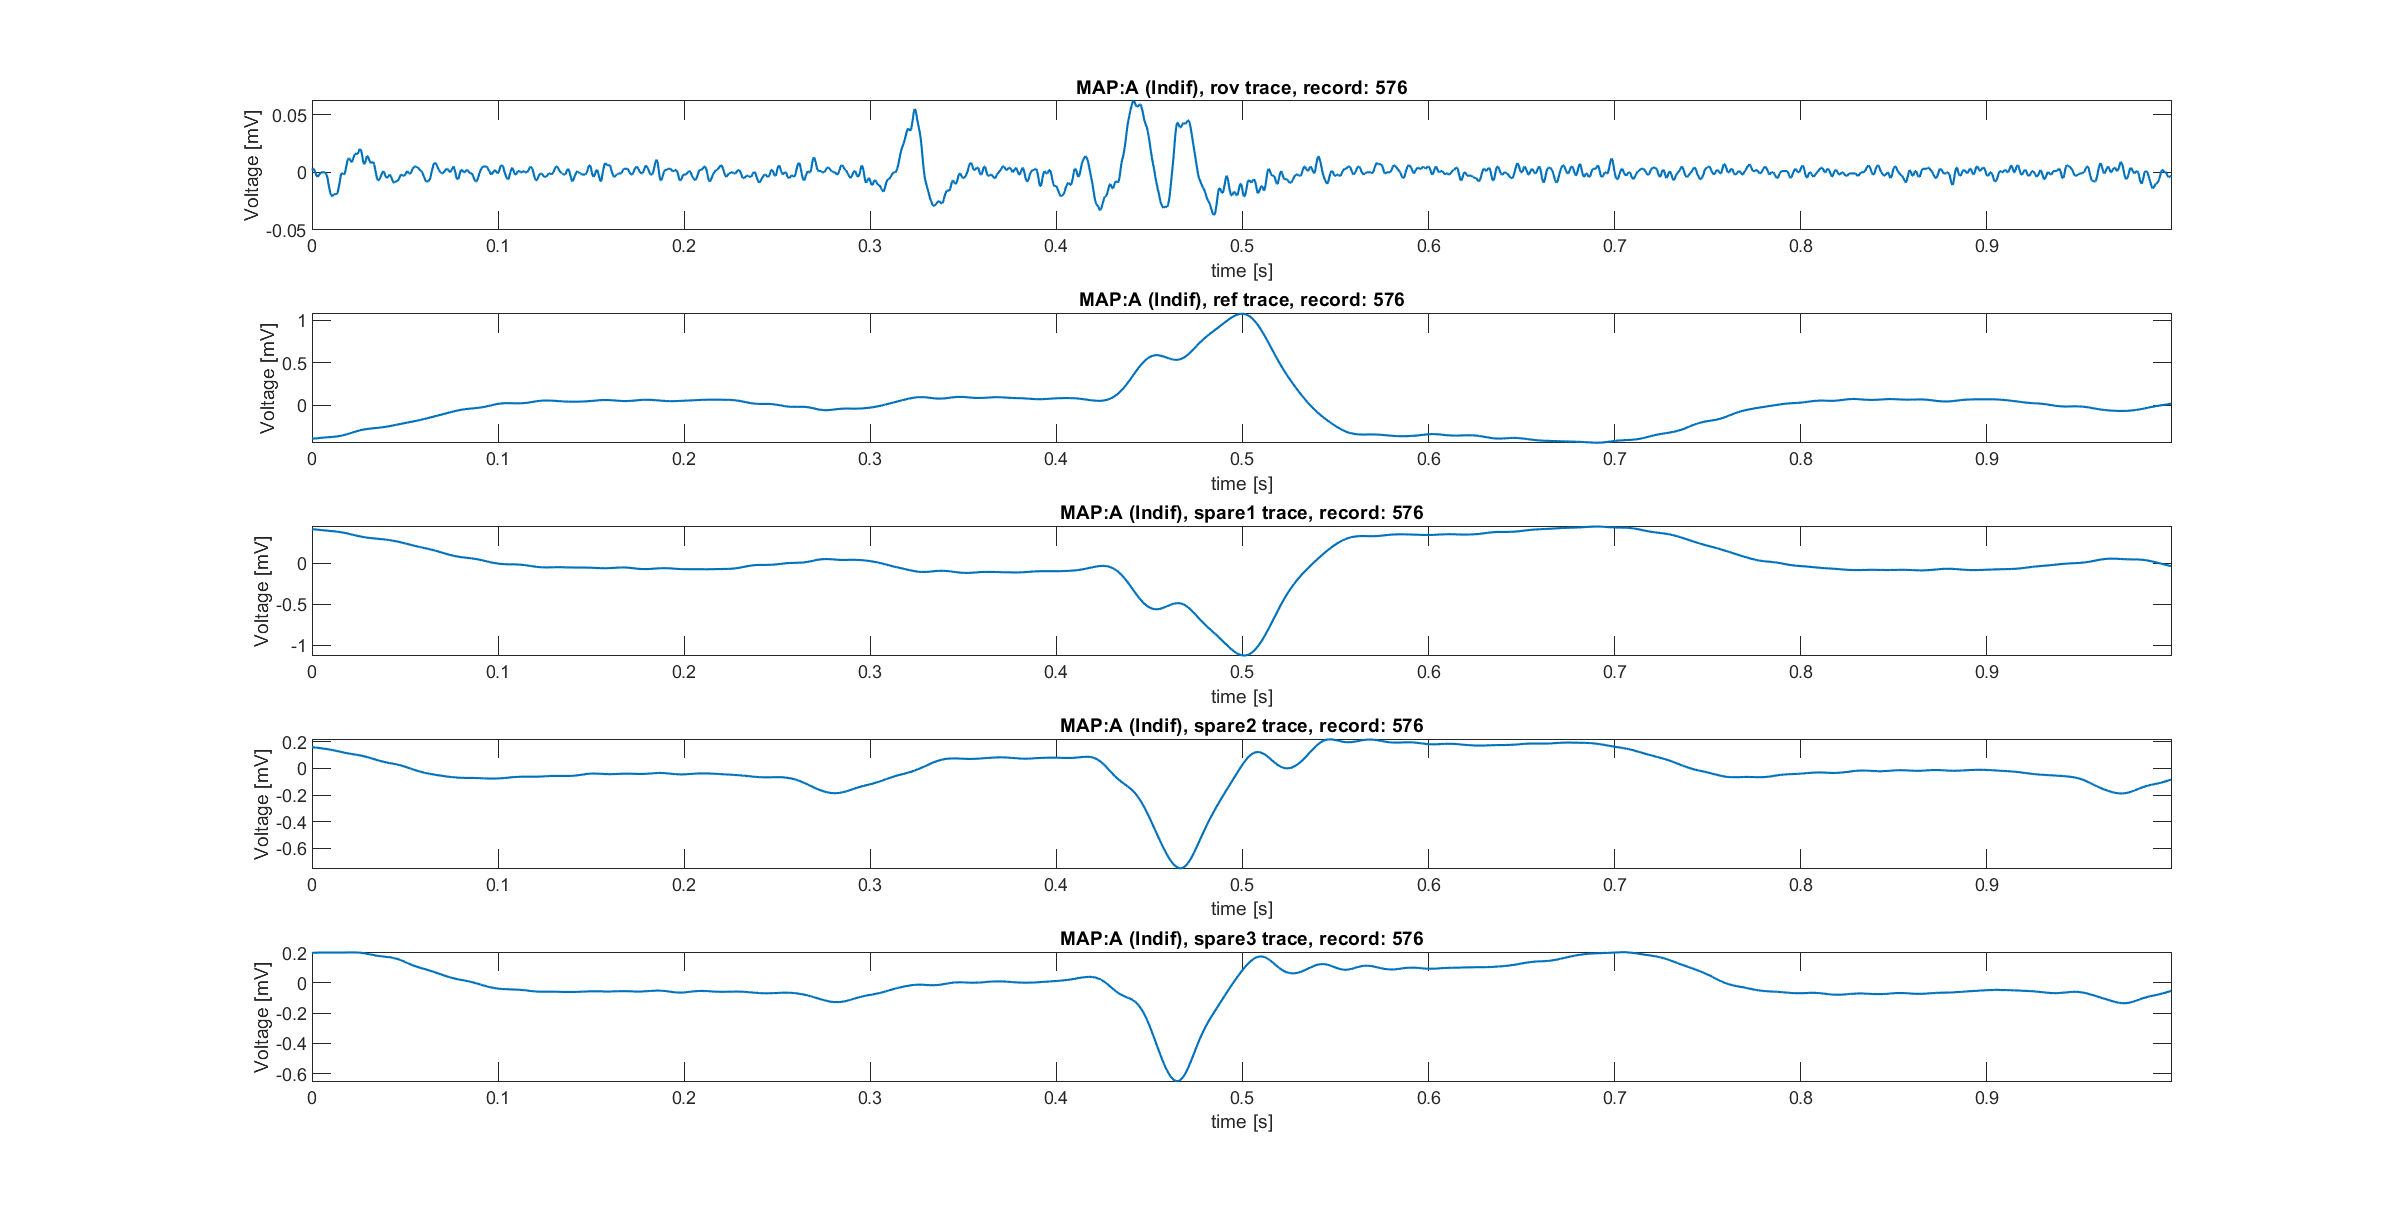 MAP:A (Indif), rov trace, record: 576
Voltage [mV]
0.05
0
-0.05
0 0.1 0.2 0.3 0.4 0.5 0.6 0.7 0.8 0.9
time [s]
MAP:A (Indif), ref trace, record: 576
Voltage [mV]
1
0.5
0
0 0.1 0.2 0.3 0.4 0.5 0.6 0.7 0.8 0.9
time [s]
MAP:A (Indif), spare1 trace, record: 576
Voltage [mV]
0
-0.5
-1
0 0.1 0.2 0.3 0.4 0.5 0.6 0.7 0.8 0.9
time [s]
MAP:A (Indif), spare2 trace, record: 576
Voltage [mV]
0.2
0
-0.2
-0.4
-0.6
0 0.1 0.2 0.3 0.4 0.5 0.6 0.7 0.8 0.9
time [s]
MAP:A (Indif), spare3 trace, record: 576
Voltage [mV]
0.2
0
-0.2
-0.4
-0.6
0 0.1 0.2 0.3 0.4 0.5 0.6 0.7 0.8 0.9
time [s]